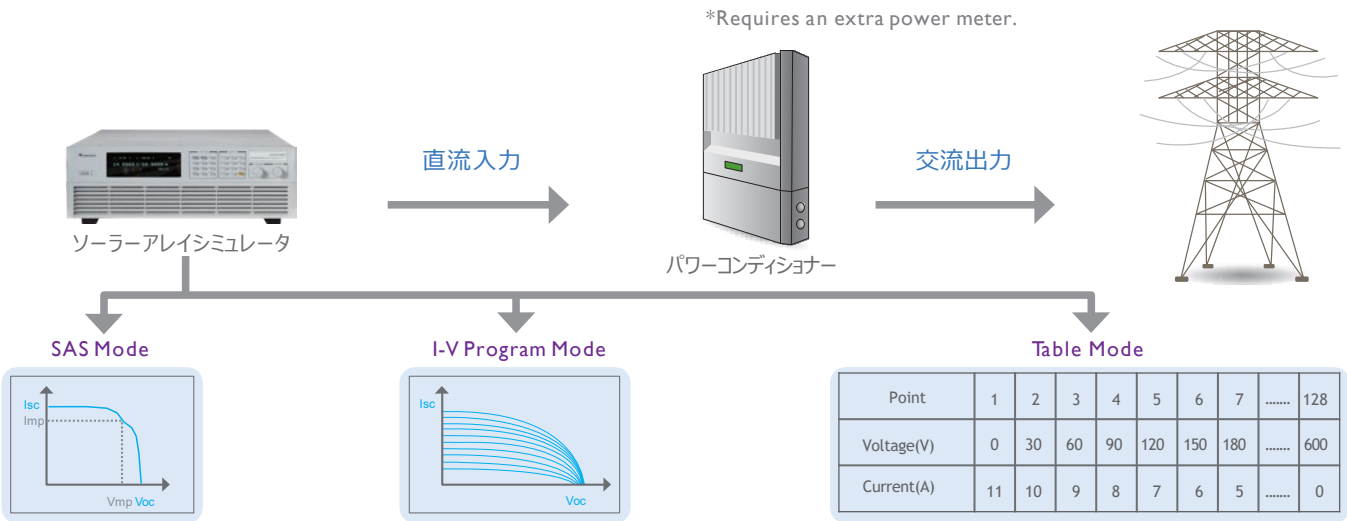 *Requires an extra power meter.
直流入力
交流出力
ソーラーアレイシミュレータ
パワーコンディショナー
SAS Mode
I-V Program Mode
Table Mode
Isc
Imp
Vmp Voc
Isc
Voc
Point 1 2 3 4 5 6 7 ....... 128
Voltage(V) 0 30 60 90 120 150 180 ....... 600
Current(A) 11 10 9 8 7 6 5 ....... 0